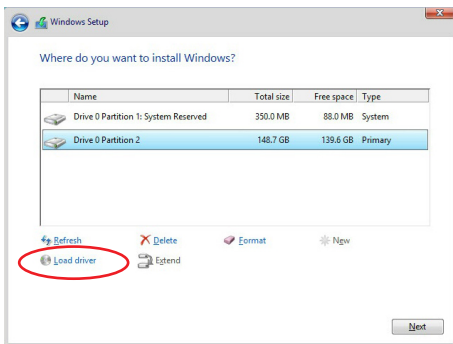 Windows Setup
Where do you want to install Windows?
Name Total size Free space Type
Drive 0 Partition 1: System Reserved 350.0 MB 88.0 MB System
Drive 0 Partition 2 148.7 GB 139.6 GB Primary
Refresh Delete Format New
Load driver Extend
Next